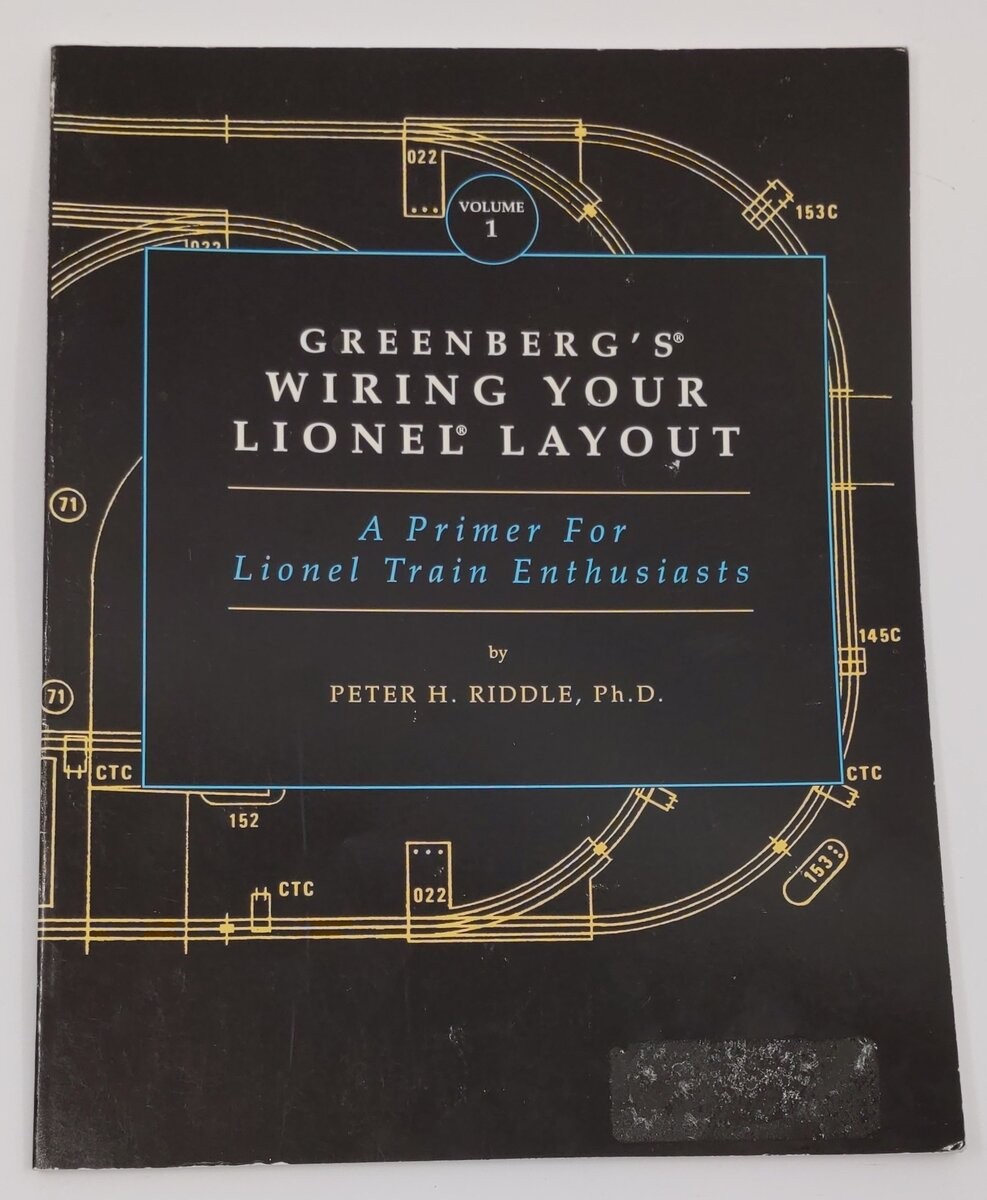 022
VOLUME
1
153C
1022
GREENBERG'S®
WIRING YOUR
LIONEL® LAYOUT
71
A Primer For
Lionel Train Enthusiasts
145C
by
PETER H. RIDDLE, Ph.D.
71
CTC
CTC
152
153
022
CTC